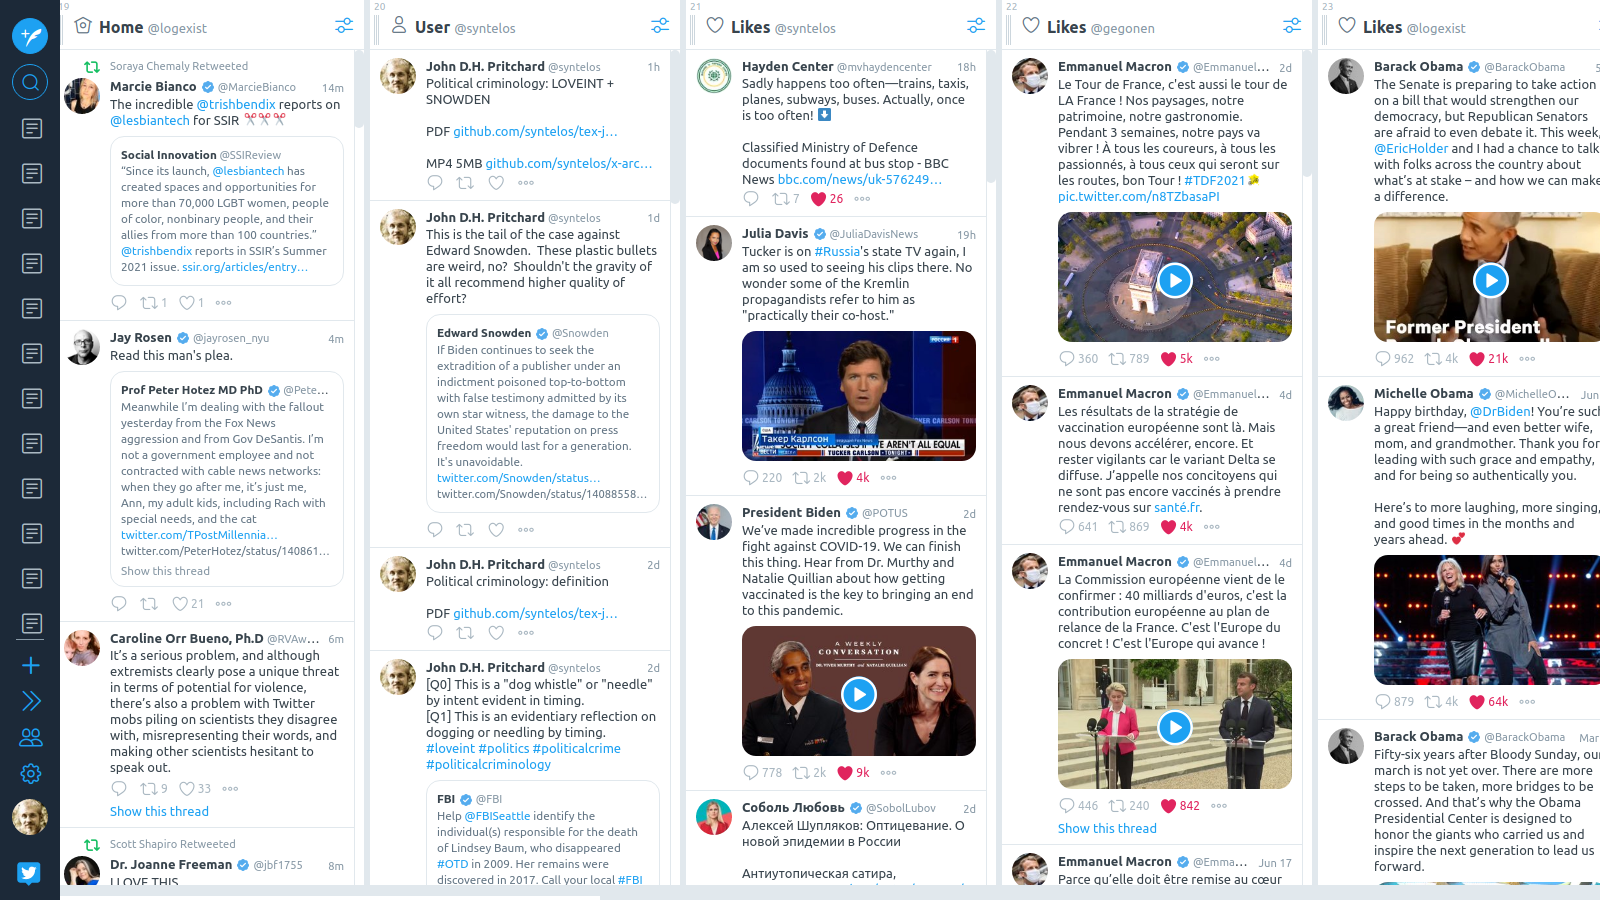 19
Home @logexist
Soraya Chemaly Retweeted
Marcie Bianco @MarcieBianco 14m
The incredible @trishbendix reports on
@lesbiantech for SSIR ✂️✂️✂️
Social Innovation @SSIReview
“Since its launch, @lesbiantech has
created spaces and opportunities for
more than 70,000 LGBT women, people
of color, nonbinary people, and their
allies from more than 100 countries.”
@trishbendix reports in SSIR’s Summer
2021 issue. ssir.org/articles/entry…
1 1
Jay Rosen @jayrosen_nyu 4m
Read this man's plea.
Prof Peter Hotez MD PhD @Pete…
Meanwhile I’m dealing with the fallout
yesterday from the Fox News
aggression and from Gov DeSantis. I’m
not a government employee and not
contracted with cable news networks:
when they go after me, it’s just me,
Ann, my adult kids, including Rach with
special needs, and the cat
twitter.com/TPostMillennia…
twitter.com/PeterHotez/status/140861…
Show this thread
21
Caroline Orr Bueno, Ph.D @RVAw… 6m
It’s a serious problem, and although
extremists clearly pose a unique threat
in terms of potential for violence,
there’s also a problem with Twitter
mobs piling on scientists they disagree
with, misrepresenting their words, and
making other scientists hesitant to
speak out.
9 33
Show this thread
Scott Shapiro Retweeted
Dr. Joanne Freeman @jbf1755 8m
I LOVE THIS
20
User @syntelos
John D.H. Pritchard @syntelos 1h
Political criminology: LOVEINT +
SNOWDEN
PDF github.com/syntelos/tex-j…
MP4 5MB github.com/syntelos/x-arc…
John D.H. Pritchard @syntelos 1d
This is the tail of the case against
Edward Snowden. These plastic bullets
are weird, no? Shouldn't the gravity of
it all recommend higher quality of
effort?
Edward Snowden @Snowden
If Biden continues to seek the
extradition of a publisher under an
indictment poisoned top-to-bottom
with false testimony admitted by its
own star witness, the damage to the
United States' reputation on press
freedom would last for a generation.
It's unavoidable.
twitter.com/Snowden/status…
twitter.com/Snowden/status/14088558…
John D.H. Pritchard @syntelos 2d
Political criminology: definition
PDF github.com/syntelos/tex-j…
John D.H. Pritchard @syntelos 2d
[Q0] This is a "dog whistle" or "needle"
by intent evident in timing.
[Q1] This is an evidentiary reflection on
dogging or needling by timing.
#loveint #politics #politicalcrime
#politicalcriminology
FBI @FBI
Help @FBISeattle identify the
individual(s) responsible for the death
of Lindsey Baum, who disappeared
#OTD in 2009. Her remains were
discovered in 2017. Call your local #FBI
21
Likes @syntelos
Hayden Center @mvhaydencenter 18h
Sadly happens too often—trains, taxis,
planes, subways, buses. Actually, once
is too often! ⬇️
Classified Ministry of Defence
documents found at bus stop - BBC
News bbc.com/news/uk-576249…
7 26
Julia Davis @JuliaDavisNews 19h
Tucker is on #Russia's state TV again, I
am so used to seeing his clips there. No
wonder some of the Kremlin
propagandists refer to him as
"practically their co-host."
РОССИЯ 1
Такер Карлсон
ВЕСТИ
WE AREN'T ALL EQUAL
TUCKER CARLSON TONIGHT
220 2k 4k
President Biden @POTUS 2d
We’ve made incredible progress in the
fight against COVID-19. We can finish
this thing. Hear from Dr. Murthy and
Natalie Quillian about how getting
vaccinated is the key to bringing an end
to this pandemic.
A WEEKLY
CONVERSATION
DR. VIVEK MURTHY AND NATALIE QUILLIAN
778 2k 9k
Соболь Любовь @SobolLubov 2d
Алексей Шупляков: Оптицевание. О
новой эпидемии в России
Антиутопическая сатира,
22
Likes @gegonen
Emmanuel Macron @Emmanuel… 2d
Le Tour de France, c'est aussi le tour de
LA France ! Nos paysages, notre
patrimoine, notre gastronomie.
Pendant 3 semaines, notre pays va
vibrer ! À tous les coureurs, à tous les
passionnés, à tous ceux qui seront sur
les routes, bon Tour ! #TDF2021
pic.twitter.com/n8TZbasaPI
360 789 5k
Emmanuel Macron @Emmanuel… 4d
Les résultats de la stratégie de
vaccination européenne sont là. Mais
nous devons accélérer, encore. Et
rester vigilants car le variant Delta se
diffuse. J’appelle nos concitoyens qui
ne sont pas encore vaccinés à prendre
rendez-vous sur santé.fr.
641 869 4k
Emmanuel Macron @Emmanuel… 4d
La Commission européenne vient de le
confirmer : 40 milliards d'euros, c'est la
contribution européenne au plan de
relance de la France. C'est l'Europe du
concret ! C'est l'Europe qui avance !
446 240 842
Show this thread
Emmanuel Macron @Emma… Jun 17
Parce qu’elle doit être remise au cœur
23
Likes @logexist
Barack Obama @BarackObama 5
The Senate is preparing to take action
on a bill that would strengthen our
democracy, but Republican Senators
are afraid to even debate it. This week,
@EricHolder and I had a chance to talk
with folks across the country about
what’s at stake – and how we can make
a difference.
Former President
962 4k 21k
Michelle Obama @MichelleO… Jun
Happy birthday, @DrBiden! You’re such
a great friend—and even better wife,
mom, and grandmother. Thank you for
leading with such grace and empathy,
and for being so authentically you.
Here’s to more laughing, more singing,
and good times in the months and
years ahead. 💕
879 4k 64k
Barack Obama @BarackObama Mar
Fifty-six years after Bloody Sunday, our
march is not yet over. There are more
steps to be taken, more bridges to be
crossed. And that’s why the Obama
Presidential Center is designed to
honor the giants who carried us and
inspire the next generation to lead us
forward.